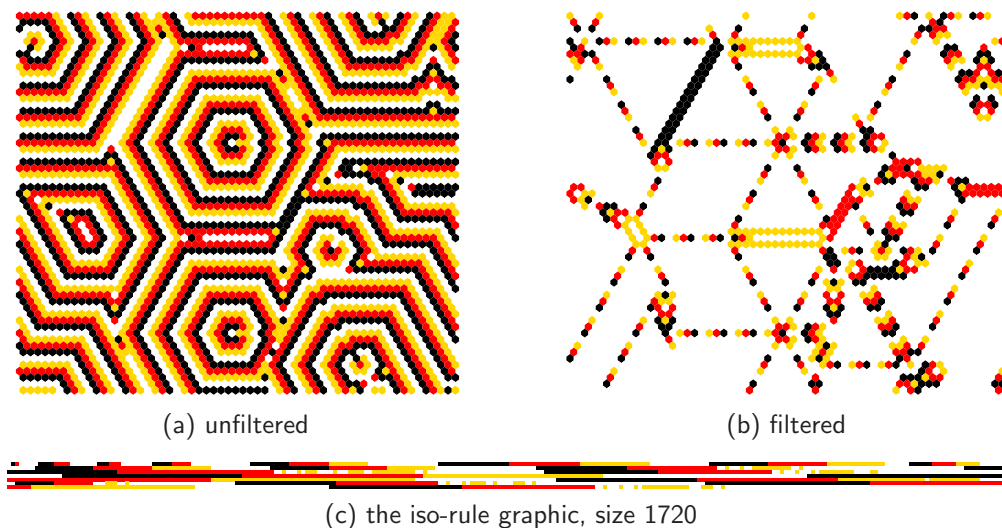 (a) unfiltered
(b) filtered
(c) the iso-rule graphic, size 1720